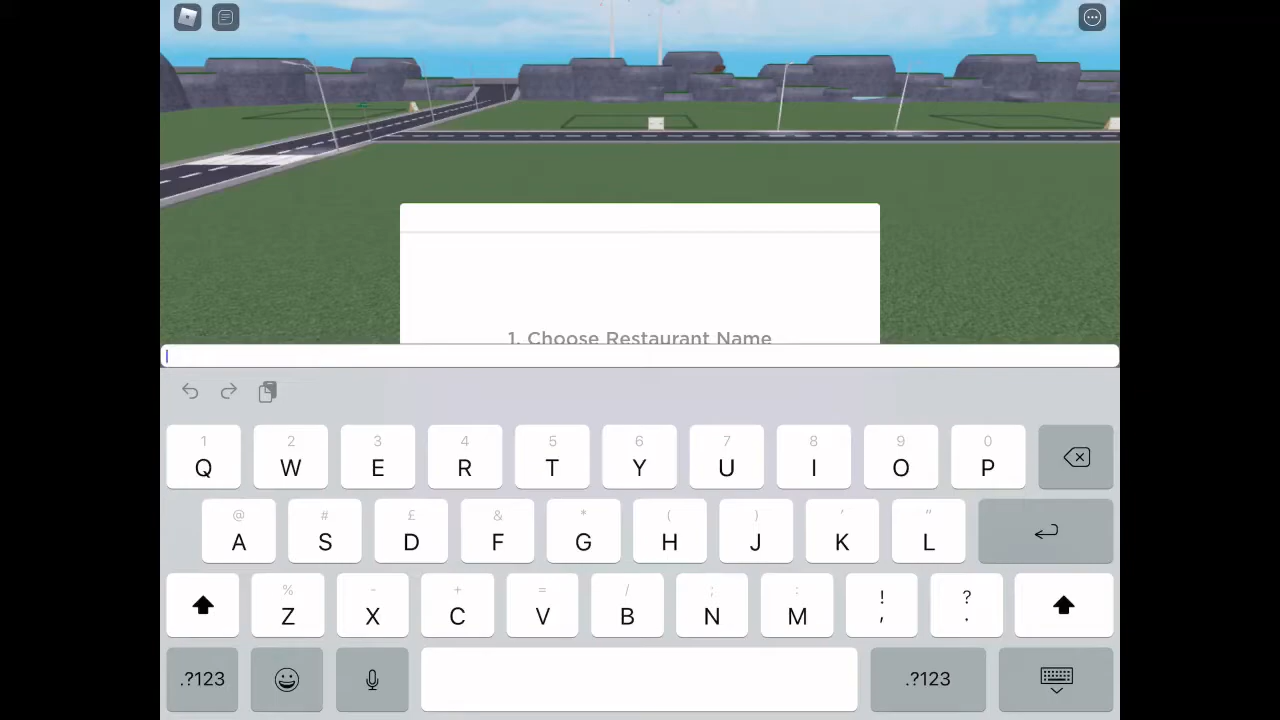 1. Choose Restaurant Name
1 2 3 4 5 6 7 8 9 0
Q W E R T Y U I O P
@ # £ & * ( ) ' "
A S D F G H J K L
% - + = / ; : ! ?
Z X C V B N M , .
.?123 .?123